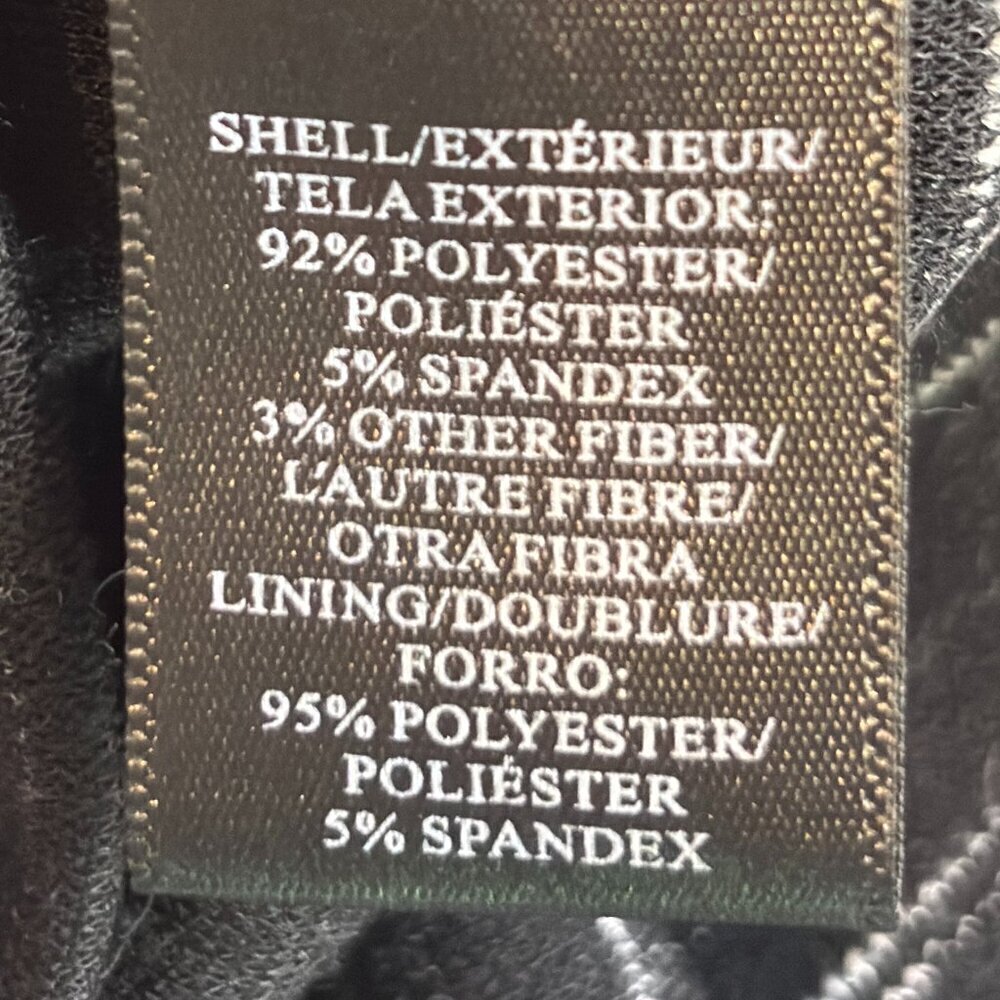 SHELL/EXTÉRIEUR/
TELA EXTERIOR:
92% POLYESTER/
POLIÉSTER
5% SPANDEX
3% OTHER FIBER/
L'AUTRE FIBRE/
OTRA FIBRA
LINING/DOUBLURE/
FORRO:
95% POLYESTER/
POLIÉSTER
5% SPANDEX